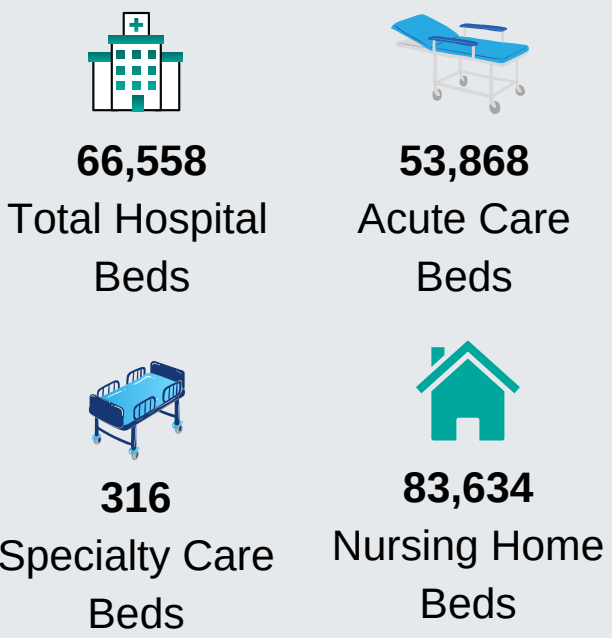 66,558
Total Hospital
Beds
53,868
Acute Care
Beds
316
Specialty Care
Beds
83,634
Nursing Home
Beds